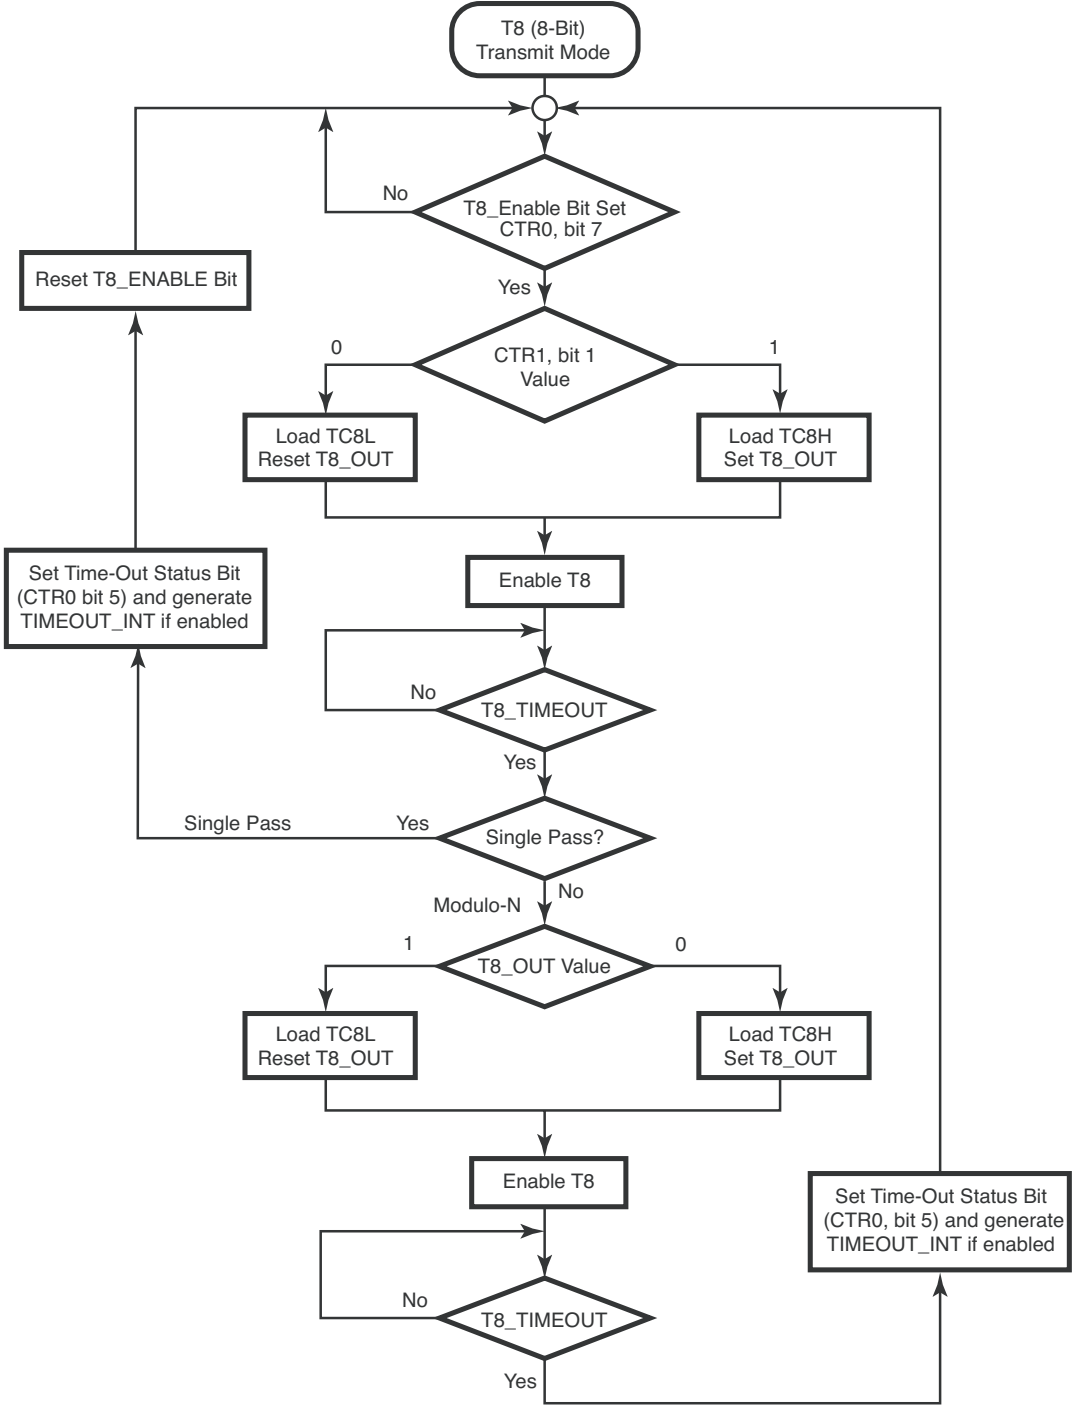 T8 (8-Bit)
Transmit Mode
No
T8_Enable Bit Set
CTR0, bit 7
Reset T8_ENABLE Bit
Yes
0
CTR1, bit 1
Value
1
Load TC8L
Reset T8_OUT
Load TC8H
Set T8_OUT
Set Time-Out Status Bit
(CTR0 bit 5) and generate
TIMEOUT_INT if enabled
Enable T8
No
T8_TIMEOUT
Yes
Single Pass
Yes
Single Pass?
No
Modulo-N
1
T8_OUT Value
0
Load TC8L
Reset T8_OUT
Load TC8H
Set T8_OUT
Enable T8
Set Time-Out Status Bit
(CTR0, bit 5) and generate
TIMEOUT_INT if enabled
No
T8_TIMEOUT
Yes